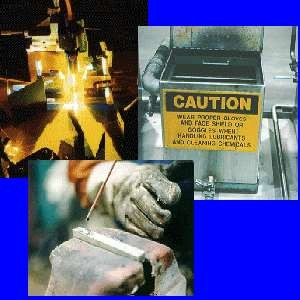 CAUTION
WEAR PROPER GLOVES
AND FACE SHIELD OR
GOGGLES WHEN
HANDLING LUBRICANTS
AND CLEANING CHEMICALS